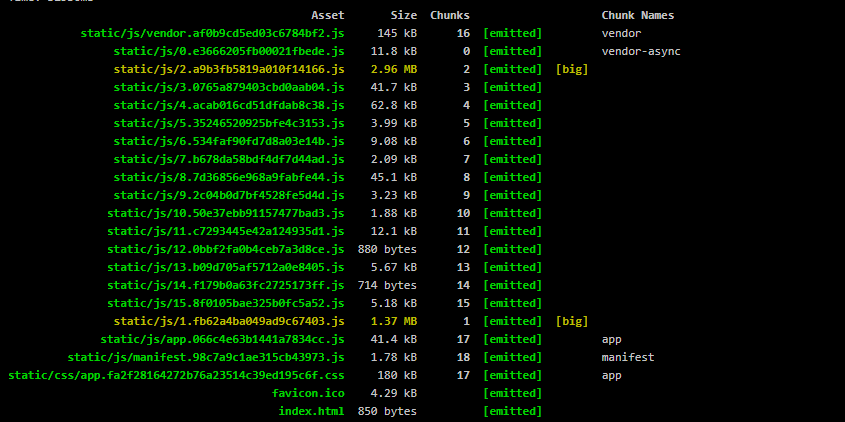 Asset Size Chunks Chunk Names
static/js/vendor.af0b9cd5ed03c6784bf2.js 145 kB 16 [emitted] vendor
static/js/0.e3666205fb00021fbede.js 11.8 kB 0 [emitted] vendor-async
static/js/2.a9b3fb5819a010f14166.js 2.96 MB 2 [emitted] [big]
static/js/3.0765a879403cbd0aab04.js 41.7 kB 3 [emitted]
static/js/4.acab016cd51dfdab8c38.js 62.8 kB 4 [emitted]
static/js/5.35246520925bfe4c3153.js 3.99 kB 5 [emitted]
static/js/6.534faf90fd7d8a03e14b.js 9.08 kB 6 [emitted]
static/js/7.b678da58bdf4df7d44ad.js 2.09 kB 7 [emitted]
static/js/8.7d36856e968a9fabfe44.js 45.1 kB 8 [emitted]
static/js/9.2c04b0d7bf4528fe5d4d.js 3.23 kB 9 [emitted]
static/js/10.50e37ebb91157477bad3.js 1.88 kB 10 [emitted]
static/js/11.c7293445e42a124935d1.js 12.1 kB 11 [emitted]
static/js/12.0bbf2fa0b4ceb7a3d8ce.js 880 bytes 12 [emitted]
static/js/13.b09d705af5712a0e8405.js 5.67 kB 13 [emitted]
static/js/14.f179b0a63fc2725173ff.js 714 bytes 14 [emitted]
static/js/15.8f0105bae325b0fc5a52.js 5.18 kB 15 [emitted]
static/js/1.fb62a4ba049ad9c67403.js 1.37 MB 1 [emitted] [big]
static/js/app.066c4e63b1441a7834cc.js 41.4 kB 17 [emitted] app
static/js/manifest.98c7a9c1ae315cb43973.js 1.78 kB 18 [emitted] manifest
static/css/app.fa2f28164272b76a23514c39ed195c6f.css 180 kB 17 [emitted] app
favicon.ico 4.29 kB [emitted]
index.html 850 bytes [emitted]